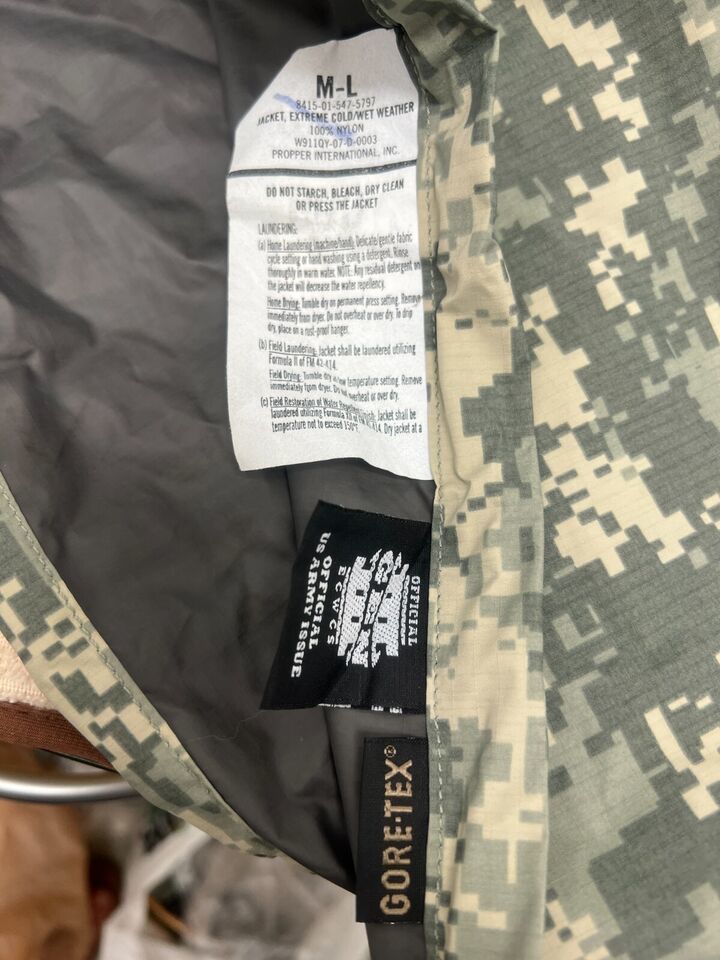 M-L
8415-01-547-5797
JACKET, EXTREME COLD/WET WEATHER
100% NYLON
W911QY-07-D-0003
PROPPER INTERNATIONAL, INC.
DO NOT STARCH, BLEACH, DRY CLEAN
OR PRESS THE JACKET
LAUNDERING:
(a) Home Laundering (machine/hand): Delicate/gentle fabric
cycle setting or hand washing using a detergent. Rinse
thoroughly in warm water. NOTE: Any residual detergent on
the jacket will decrease the water repellency.
Home Drying: Tumble dry on permanent press setting. Remove
immediately from dryer. Do not overheat or over dry. To drip
dry, place on a rust-proof hanger.
(b) Field Laundering: Jacket shall be laundered utilizing
Formula II of FM 42-414.
Field Drying: Tumble dry temperature setting. Remove
immediately from dryer. Do overheat or over dry.
(c) Field Restoration of Water Jacket shall be
laundered utilizing Formula 414. Dry jacket at a
temperature not to exceed 150°F.
OFFICIAL
GEN
III
ECWCS
OFFICIAL
US ARMY ISSUE
GORE-TEX®